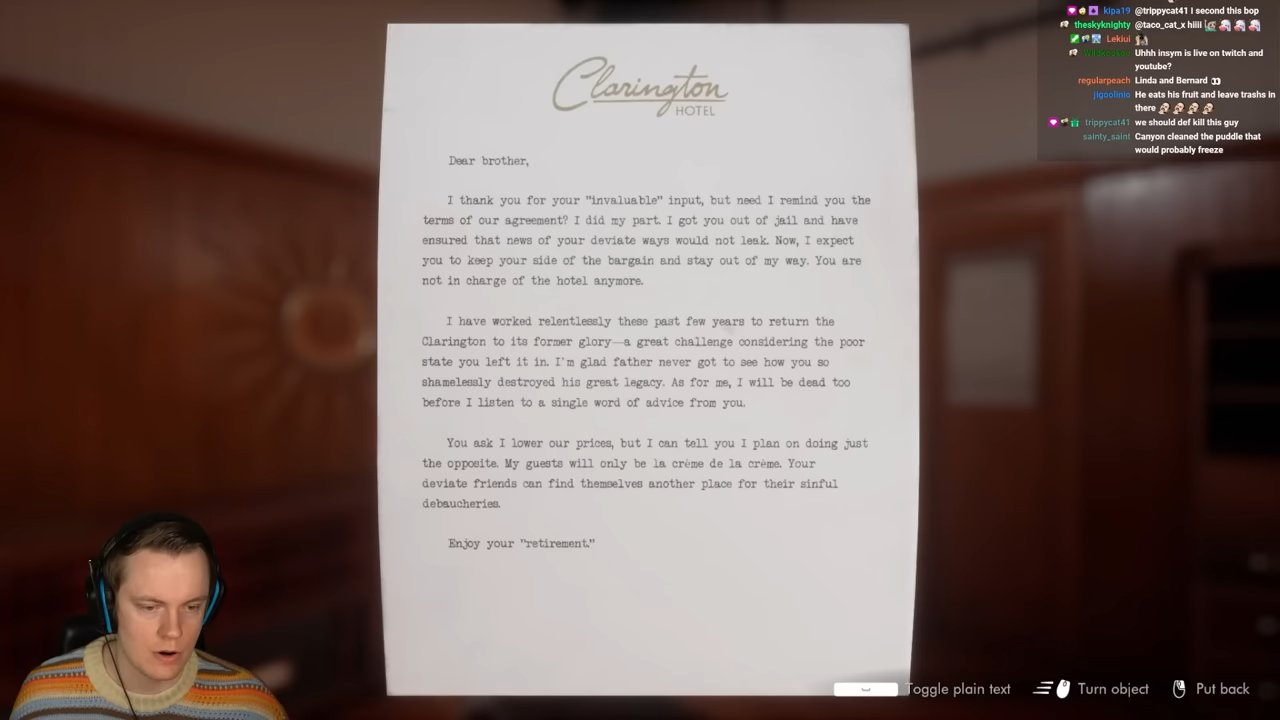 Clarington
HOTEL
Dear brother,
I thank you for your "invaluable" input, but need I remind you the
terms of our agreement? I did my part. I got you out of jail and have
ensured that news of your deviate ways would not leak. Now, I expect
you to keep your side of the bargain and stay out of my way. You are
not in charge of the hotel anymore.
I have worked relentlessly these past few years to return the
Clarington to its former glory—a great challenge considering the poor
state you left it in. I'm glad father never got to see how you so
shamelessly destroyed his great legacy. As for me, I will be dead too
before I listen to a single word of advice from you.
You ask I lower our prices, but I can tell you I plan on doing just
the opposite. My guests will only be la crème de la crème. Your
deviate friends can find themselves another place for their sinful
debaucheries.
Enjoy your "retirement."
kipa19 @trippycat41 I second this bop
theskyknighty @taco_cat_x hiiii
Lekiui
Uhhh insym is live on twitch and
youtube?
regularpeach Linda and Bernard
jigoolinio He eats his fruit and leave trashs in
there
trippycat41 we should def kill this guy
sainty_saint Canyon cleaned the puddle that
would probably freeze
Toggle plain text Turn object Put back